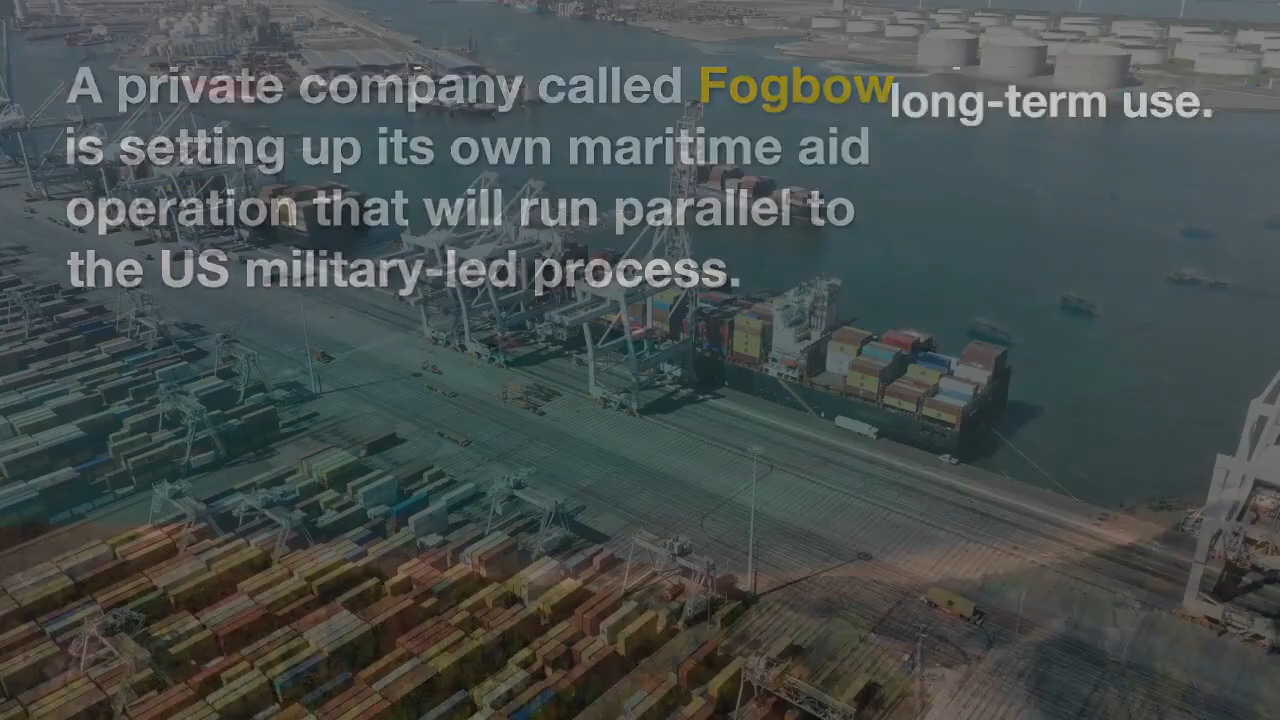 A private company called Fogbow
is setting up its own maritime aid
operation that will run parallel to
the US military-led process.
long-term use.